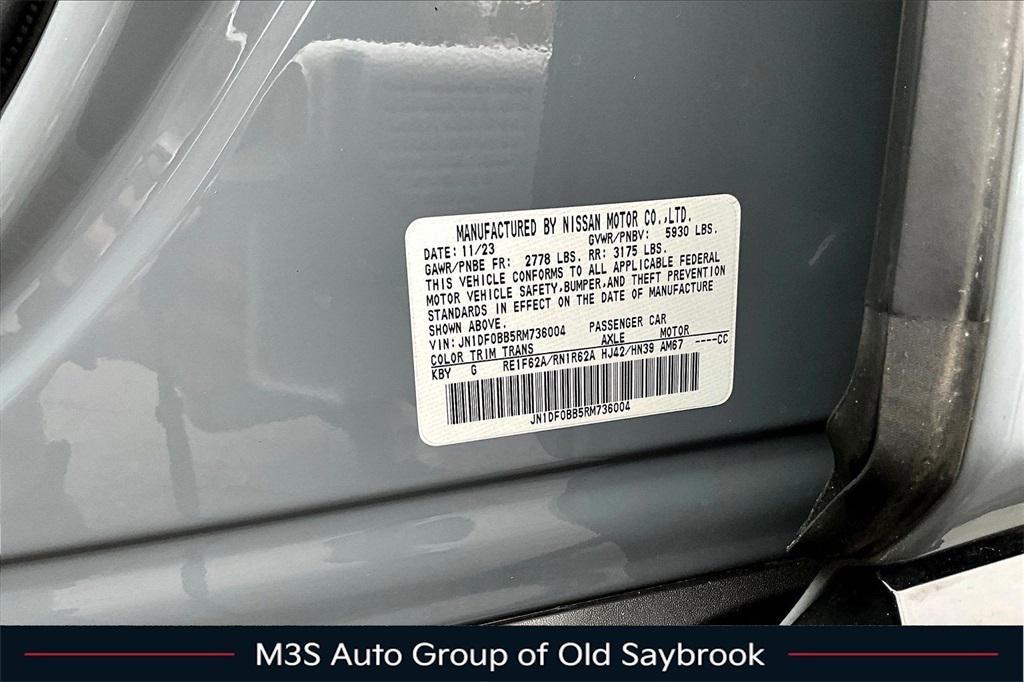 MANUFACTURED BY NISSAN MOTOR CO.,LTD.
DATE: 11/23 GVWR/PNBV: 5930 LBS.
GAWR/PNBE FR: 2778 LBS. RR: 3175 LBS.
THIS VEHICLE CONFORMS TO ALL APPLICABLE FEDERAL
MOTOR VEHICLE SAFETY,BUMPER,AND THEFT PREVENTION
STANDARDS IN EFFECT ON THE DATE OF MANUFACTURE
SHOWN ABOVE.
VIN: JN1DF0BB5RM736004 PASSENGER CAR
COLOR TRIM TRANS AXLE MOTOR
KBY G RE1F62A/RN1R62A HJ42/HN39 AM67 ----CC
JN1DF0BB5RM736004
M3S Auto Group of Old Saybrook